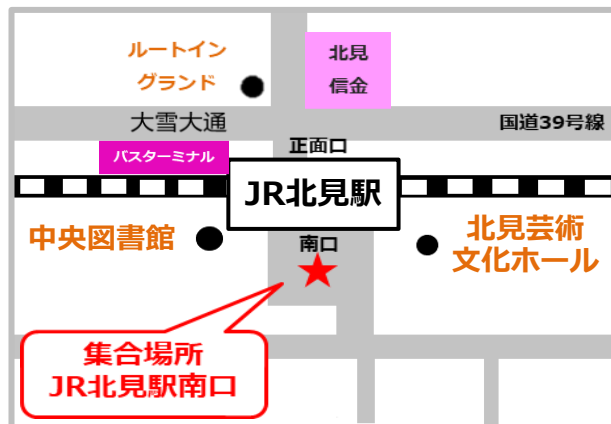 ルートイン
グランド
北見
信金
大雪大通
国道39号線
正面口
バスターミナル
JR北見駅
中央図書館
南口
北見芸術
文化ホール
集合場所
JR北見駅南口